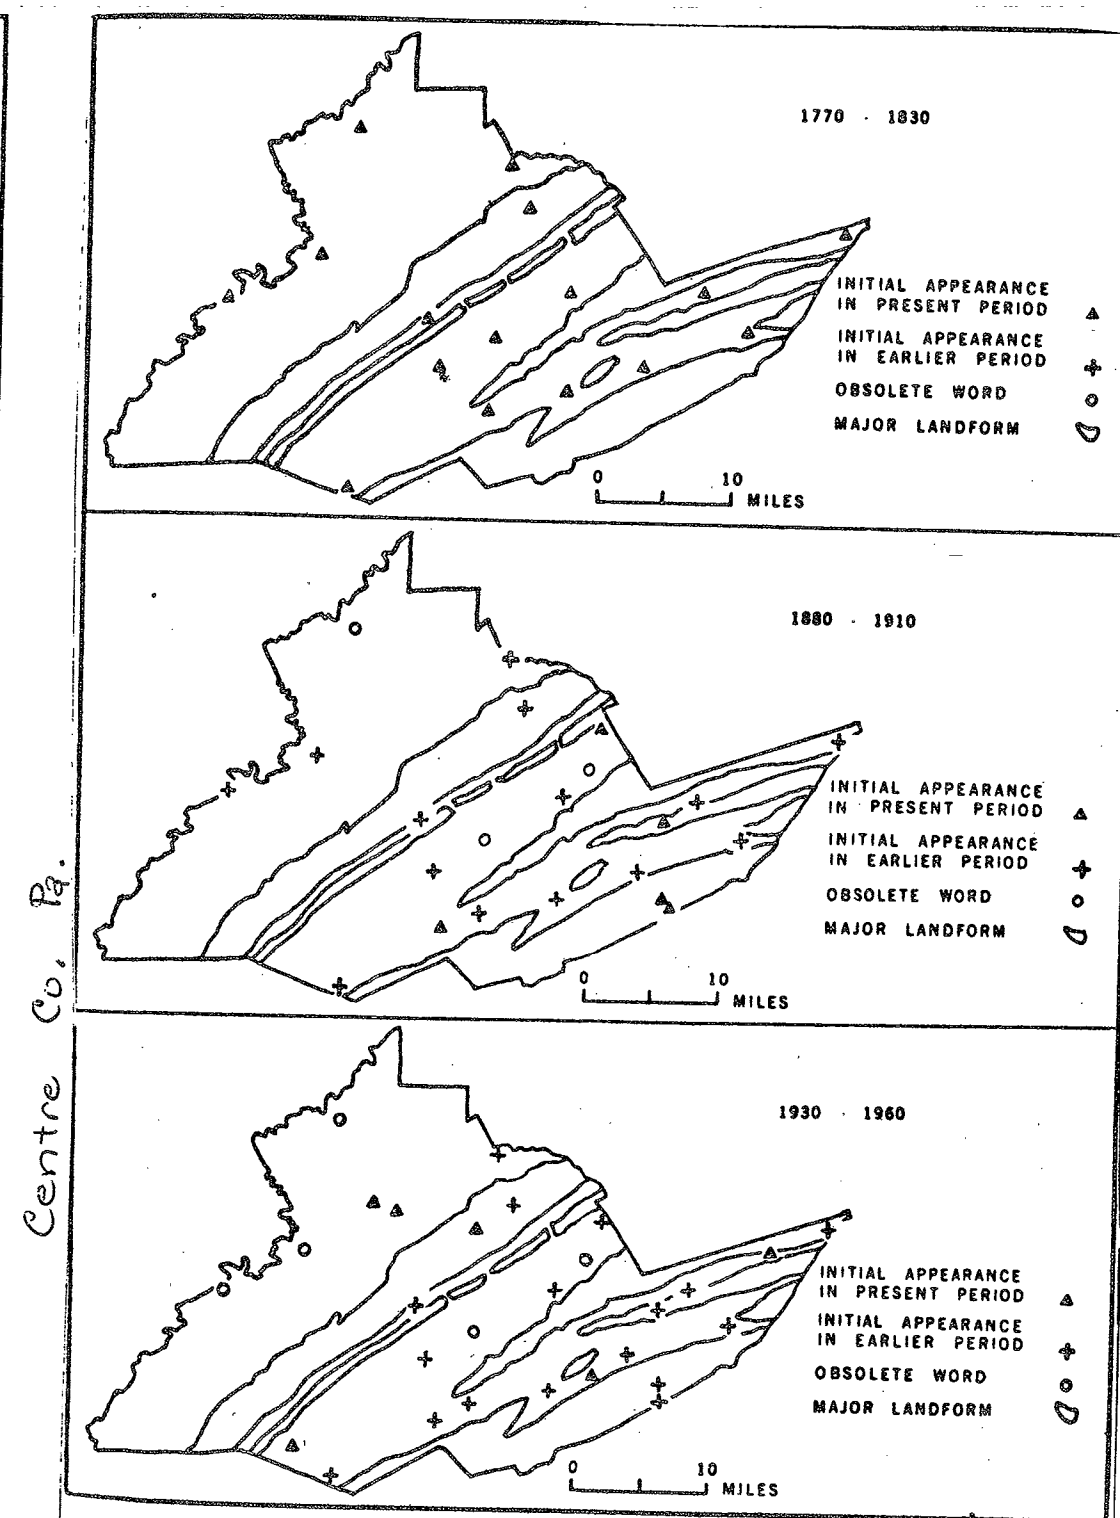 1770 - 1830
INITIAL APPEARANCE
IN PRESENT PERIOD
INITIAL APPEARANCE
IN EARLIER PERIOD
OBSOLETE WORD
MAJOR LANDFORM
0 10
MILES
1880 - 1910
INITIAL APPEARANCE
IN PRESENT PERIOD
INITIAL APPEARANCE
IN EARLIER PERIOD
OBSOLETE WORD
MAJOR LANDFORM
0 10
MILES
1930 - 1960
INITIAL APPEARANCE
IN PRESENT PERIOD
INITIAL APPEARANCE
IN EARLIER PERIOD
OBSOLETE WORD
MAJOR LANDFORM
0 10
MILES
Centre Co. Pa.